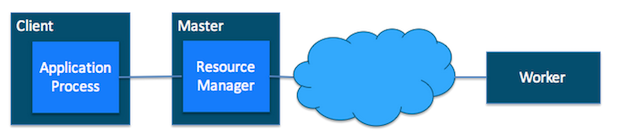 Client
Application
Process
Master
Resource
Manager
Worker